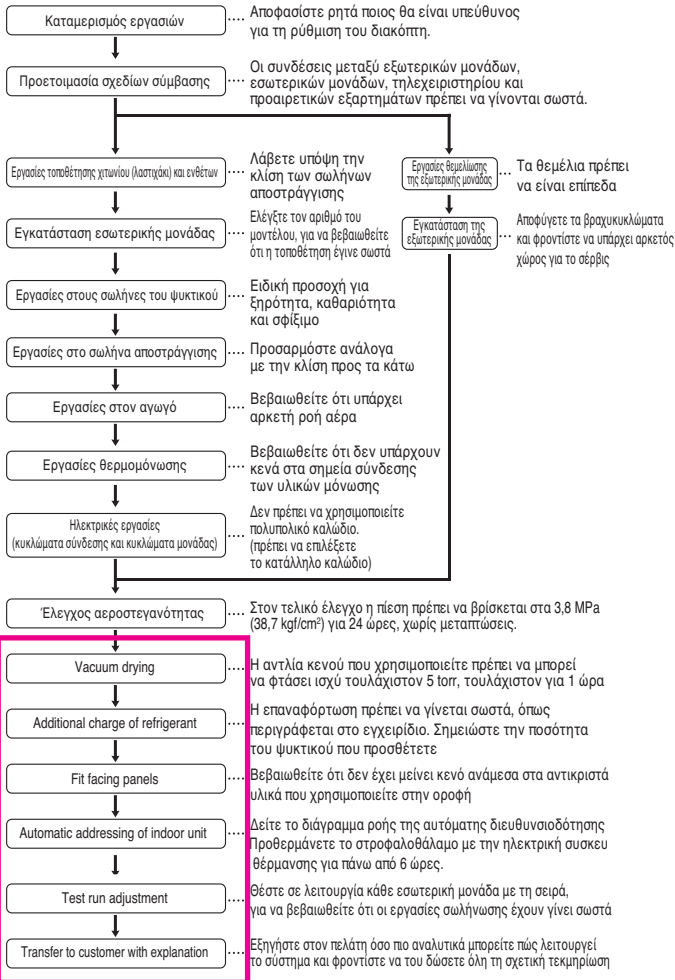 Καταμερισμός εργασιών
Αποφασίστε ρητά ποιος θα είναι υπεύθυνος
για τη ρύθμιση του διακόπτη.
Προετοιμασία σχεδίων σύμβασης
Οι συνδέσεις μεταξύ εξωτερικών μονάδων,
εσωτερικών μονάδων, τηλεχειριστηρίου και
προαιρετικών εξαρτημάτων πρέπει να γίνονται σωστά.
Εργασίες τοποθέτησης χιτωνίου (λαστιχάκι) και ενθέτων
Λάβετε υπόψη την
κλίση των σωλήνων
αποστράγγισης
Εργασίες θεμελίωσης
της εξωτερικής μονάδας
Τα θεμέλια πρέπει
να είναι επίπεδα
Εγκατάσταση εσωτερικής μονάδας
Ελέγξτε τον αριθμό του
μοντέλου, για να βεβαιωθείτε
ότι η τοποθέτηση έγινε σωστά
Εγκατάσταση της
εξωτερικής μονάδας
Αποφύγετε τα βραχυκυκλώματα
και φροντίστε να υπάρχει αρκετός
χώρος για το σέρβις
Εργασίες στους σωλήνες του ψυκτικού
Ειδική προσοχή για
ξηρότητα, καθαριότητα
και σφίξιμο
Εργασίες στο σωλήνα αποστράγγισης
Προσαρμόστε ανάλογα
με την κλίση προς τα κάτω
Εργασίες στον αγωγό
Βεβαιωθείτε ότι υπάρχει
αρκετή ροή αέρα
Εργασίες θερμομόνωσης
Βεβαιωθείτε ότι δεν υπάρχουν
κενά στα σημεία σύνδεσης
των υλικών μόνωσης
Ηλεκτρικές εργασίες
(κυκλώματα σύνδεσης και κυκλώματα μονάδας)
Δεν πρέπει να χρησιμοποιείτε
πολυπολικό καλώδιο.
(πρέπει να επιλέξετε
το κατάλληλο καλώδιο)
Έλεγχος αεροστεγανότητας
Στον τελικό έλεγχο η πίεση πρέπει να βρίσκεται στα 3,8 MPa
(38,7 kgf/cm²) για 24 ώρες, χωρίς μεταπτώσεις.
Vacuum drying
Η αντλία κενού που χρησιμοποιείτε πρέπει να μπορεί
να φτάσει ισχύ τουλάχιστον 5 torr, τουλάχιστον για 1 ώρα
Additional charge of refrigerant
Η επαναφόρτωση πρέπει να γίνεται σωστά, όπως
περιγράφεται στο εγχειρίδιο. Σημειώστε την ποσότητα
του ψυκτικού που προσθέτετε
Fit facing panels
Βεβαιωθείτε ότι δεν έχει μείνει κενό ανάμεσα στα αντικριστά
υλικά που χρησιμοποιείτε στην οροφή
Automatic addressing of indoor unit
Δείτε το διάγραμμα ροής της αυτόματης διευθυνσιοδότησης
Προθερμάνετε το στροφαλοθάλαμο με την ηλεκτρική συσκευ
θέρμανσης για πάνω από 6 ώρες.
Test run adjustment
Θέστε σε λειτουργία κάθε εσωτερική μονάδα με τη σειρά,
για να βεβαιωθείτε ότι οι εργασίες σωλήνωσης έχουν γίνει σωστά
Transfer to customer with explanation
Εξηγήστε στον πελάτη όσο πιο αναλυτικά μπορείτε πώς λειτουργεί
το σύστημα και φροντίστε να του δώσετε όλη τη σχετική τεκμηρίωση